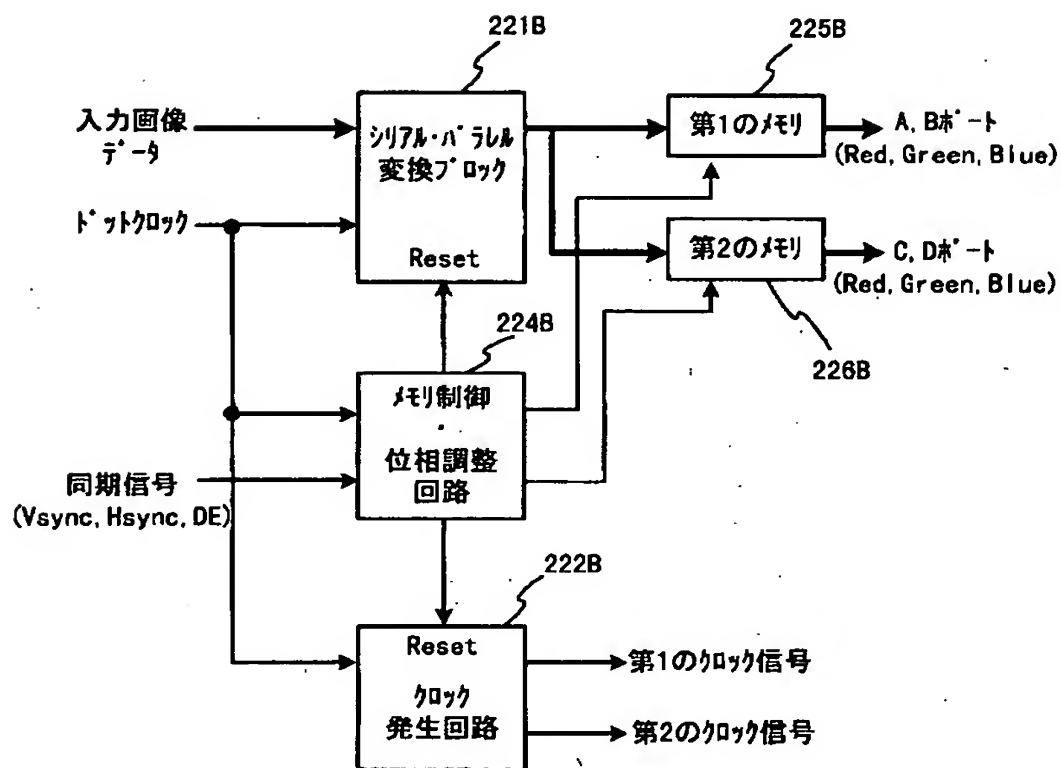 221B
225B
入力画像
データ
シリアル・パラレル
変換ブロック
第1のメモリ
A, Bポート
(Red, Green, Blue)
ドットクロック
Reset
第2のメモリ
C, Dポート
(Red, Green, Blue)
224B
226B
メモリ制御
・
位相調整
回路
同期信号
(Vsync, Hsync, DE)
222B
Reset
クロック
発生回路
第1のクロック信号
第2のクロック信号